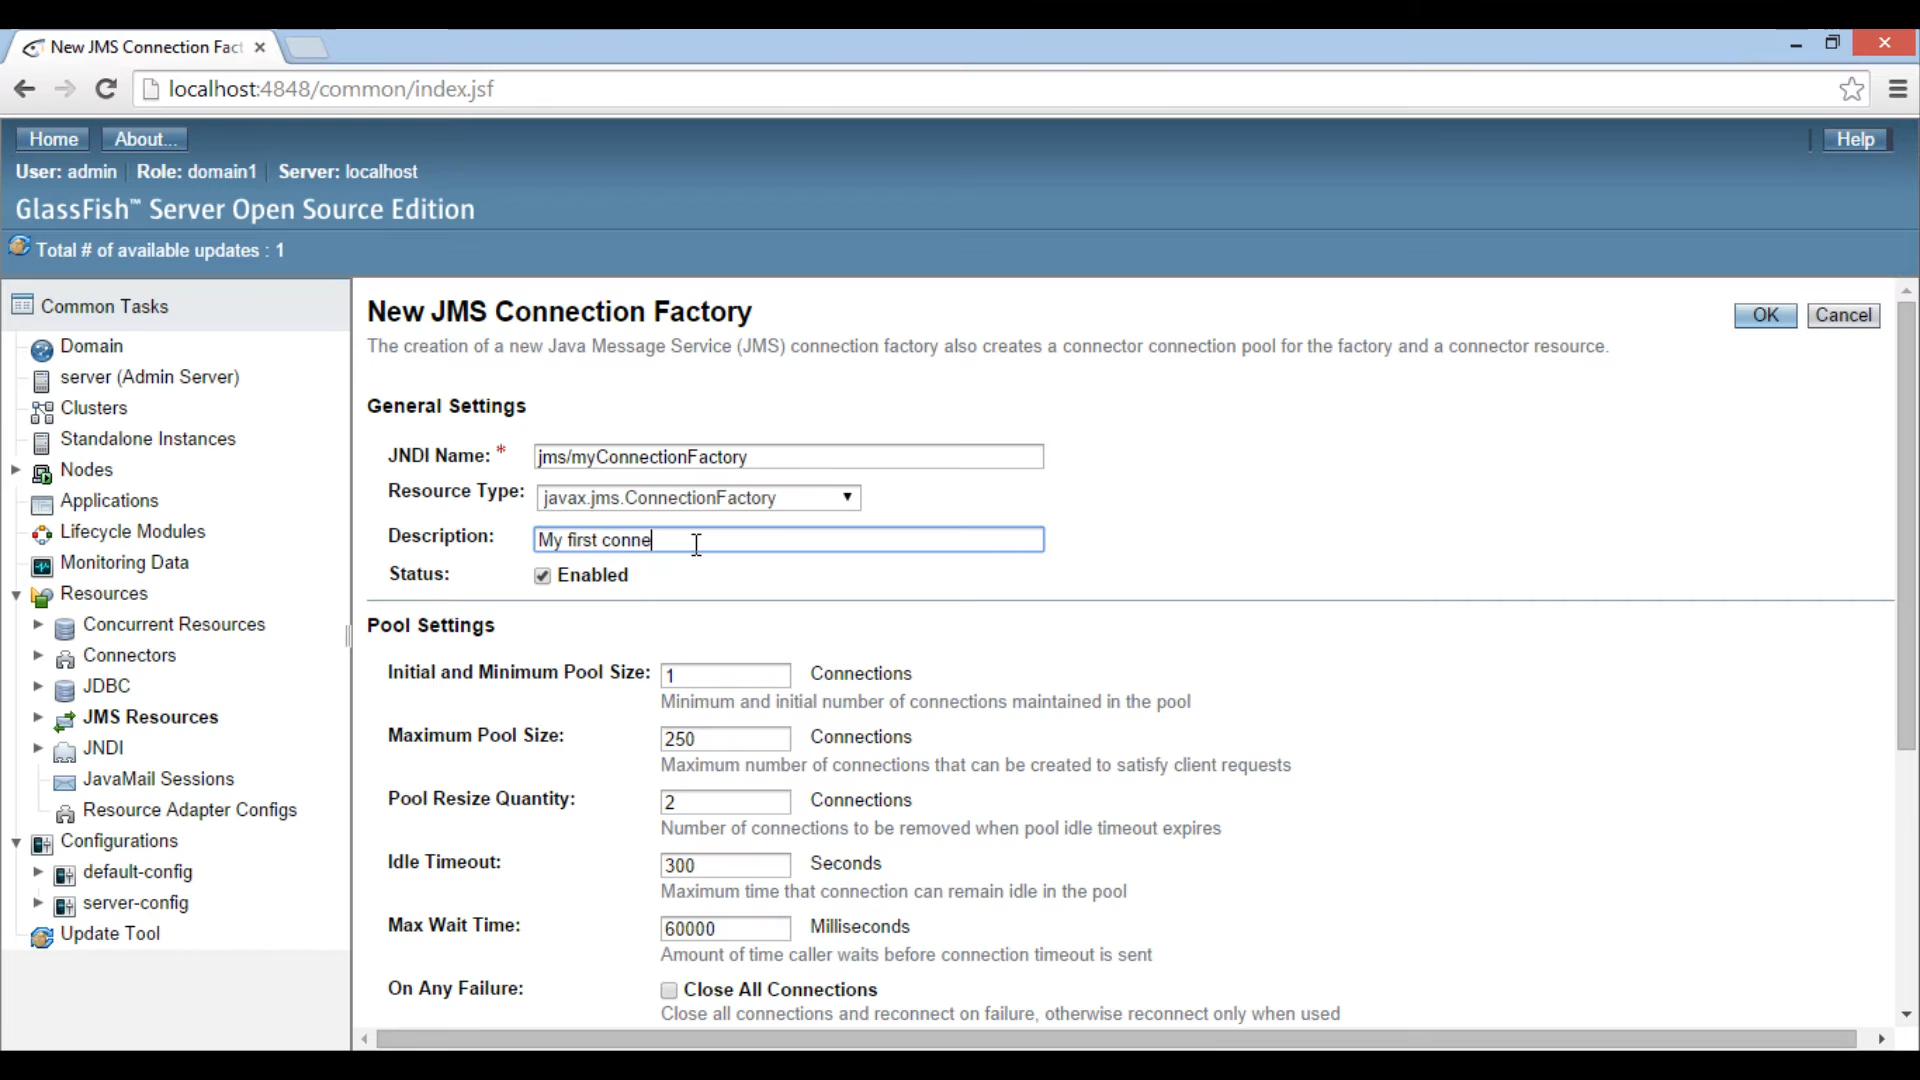 New JMS Connection Fact
localhost:4848/common/index.jsf
Home About... Help
User: admin Role: domain1 Server: localhost
GlassFish™ Server Open Source Edition
Total # of available updates : 1
Common Tasks
Domain
server (Admin Server)
Clusters
Standalone Instances
Nodes
Applications
Lifecycle Modules
Monitoring Data
Resources
Concurrent Resources
Connectors
JDBC
JMS Resources
JNDI
JavaMail Sessions
Resource Adapter Configs
Configurations
default-config
server-config
Update Tool
New JMS Connection Factory
OK Cancel
The creation of a new Java Message Service (JMS) connection factory also creates a connector connection pool for the factory and a connector resource.
General Settings
JNDI Name: * jms/myConnectionFactory
Resource Type: javax.jms.ConnectionFactory
Description: My first conne
Status: Enabled
Pool Settings
Initial and Minimum Pool Size: 1 Connections
Minimum and initial number of connections maintained in the pool
Maximum Pool Size: 250 Connections
Maximum number of connections that can be created to satisfy client requests
Pool Resize Quantity: 2 Connections
Number of connections to be removed when pool idle timeout expires
Idle Timeout: 300 Seconds
Maximum time that connection can remain idle in the pool
Max Wait Time: 60000 Milliseconds
Amount of time caller waits before connection timeout is sent
On Any Failure: Close All Connections
Close all connections and reconnect on failure, otherwise reconnect only when used